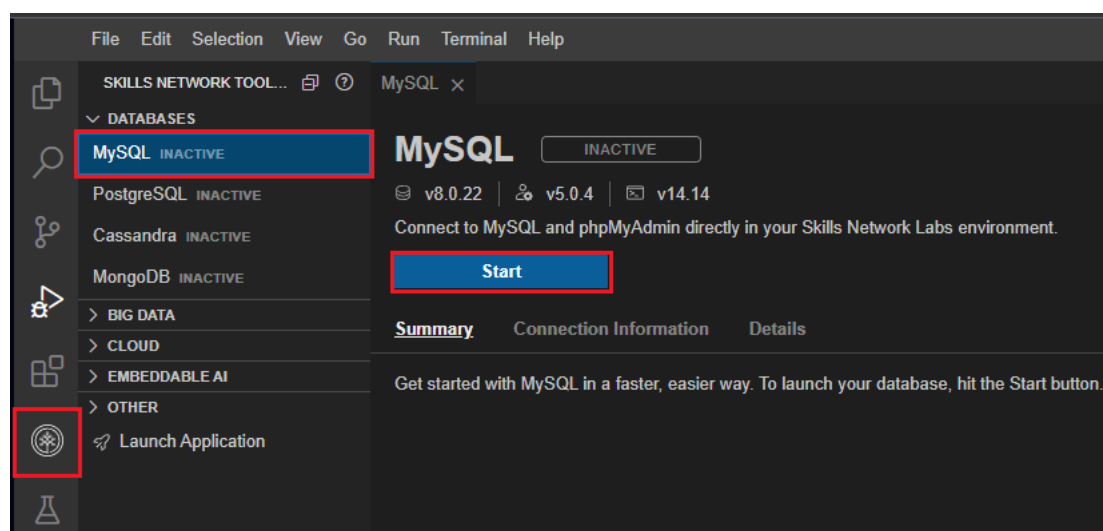 File Edit Selection View Go Run Terminal Help
SKILLS NETWORK TOOL...
DATABASES
MySQL INACTIVE
PostgreSQL INACTIVE
Cassandra INACTIVE
MongoDB INACTIVE
BIG DATA
CLOUD
EMBEDDABLE AI
OTHER
Launch Application
MySQL
MySQL INACTIVE
v8.0.22 v5.0.4 v14.14
Connect to MySQL and phpMyAdmin directly in your Skills Network Labs environment.
Start
Summary Connection Information Details
Get started with MySQL in a faster, easier way. To launch your database, hit the Start button.